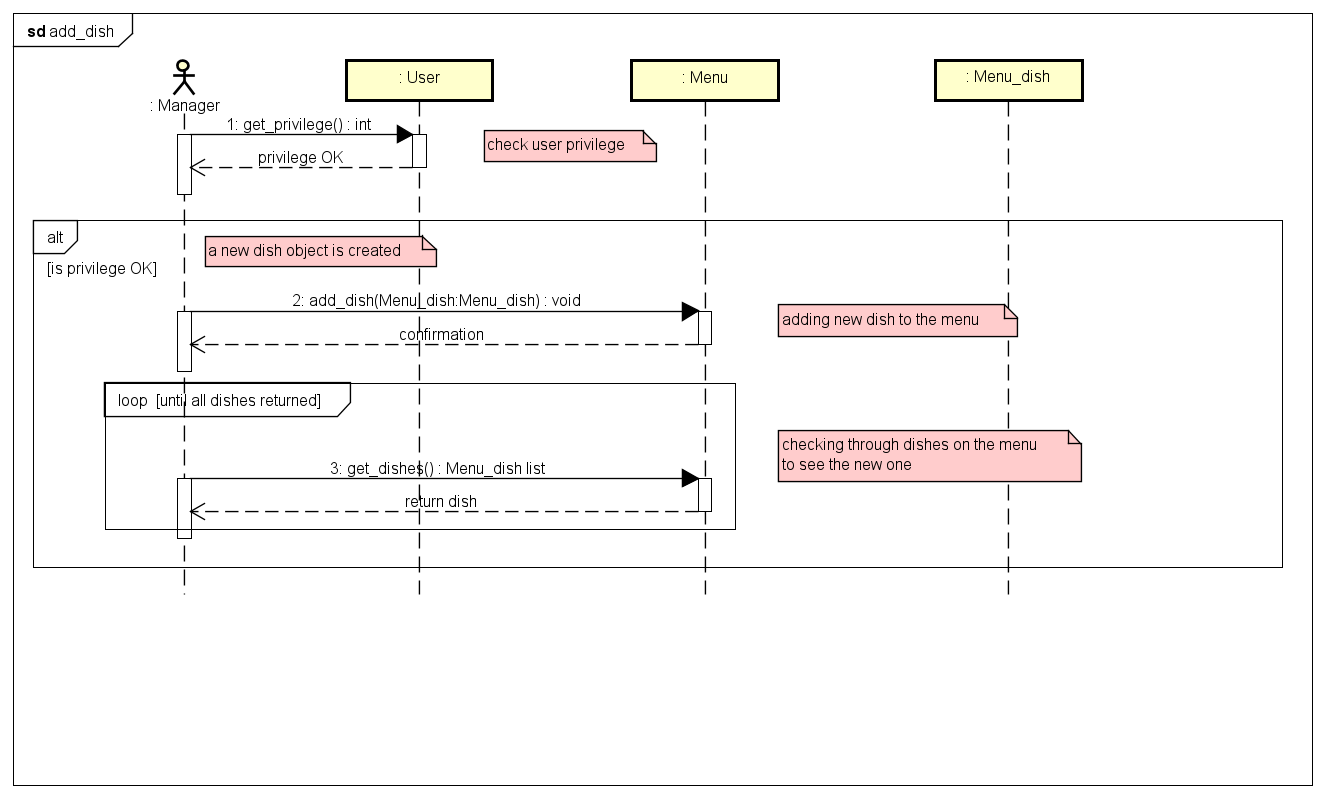 sd add_dish
: Manager
: User
: Menu
: Menu_dish
1: get_privilege() : int
check user privilege
privilege OK
alt
a new dish object is created
[is privilege OK]
2: add_dish(Menu_dish:Menu_dish) : void
adding new dish to the menu
confirmation
loop [until all dishes returned]
checking through dishes on the menu
to see the new one
3: get_dishes() : Menu_dish list
return dish